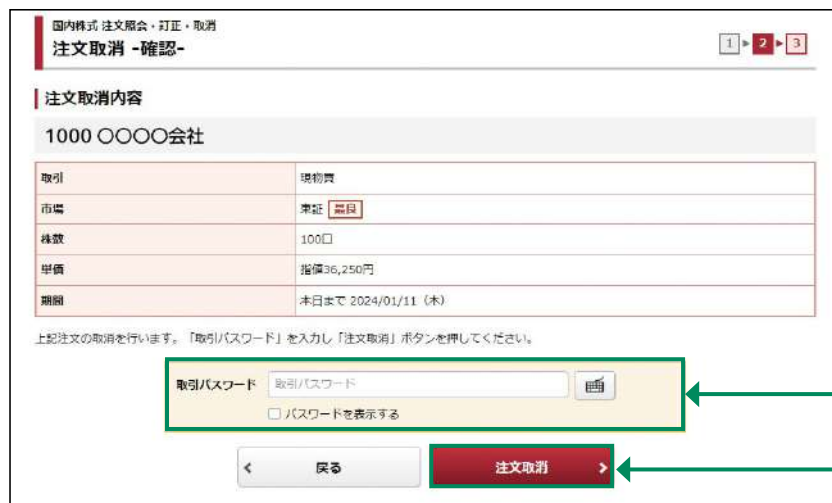 国内株式 注文照会・訂正・取消
注文取消 -確認-
1 2 3
注文取消内容
1000 〇〇〇〇会社
取引 現物買
市場 東証 最良
株数 100口
単価 指値36,250円
期間 本日まで 2024/01/11（木）
上記注文の取消を行います。「取引パスワード」を入力し「注文取消」ボタンを押してください。
取引パスワード 取引パスワード
パスワードを表示する
戻る 注文取消